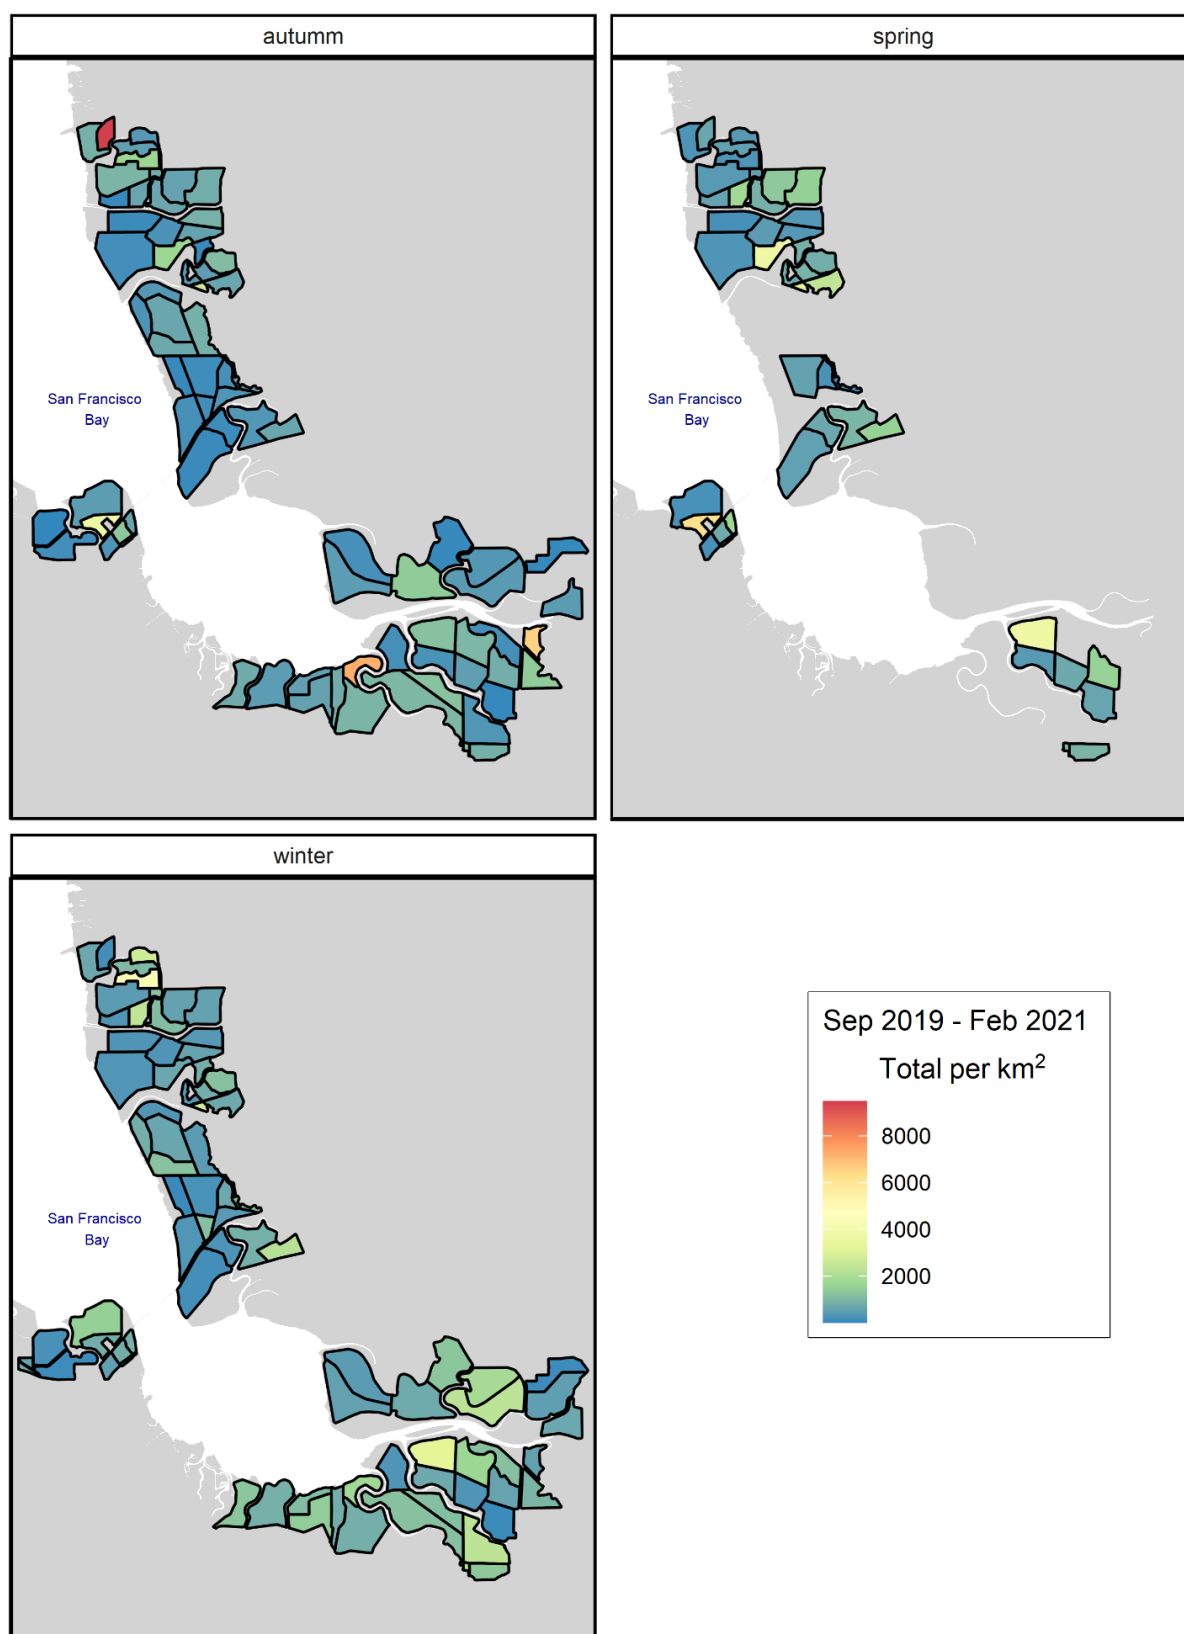 autumm
spring
San Francisco
Bay
San Francisco
Bay
winter
San Francisco
Bay
Sep 2019 - Feb 2021
Total per km²
8000
6000
4000
2000